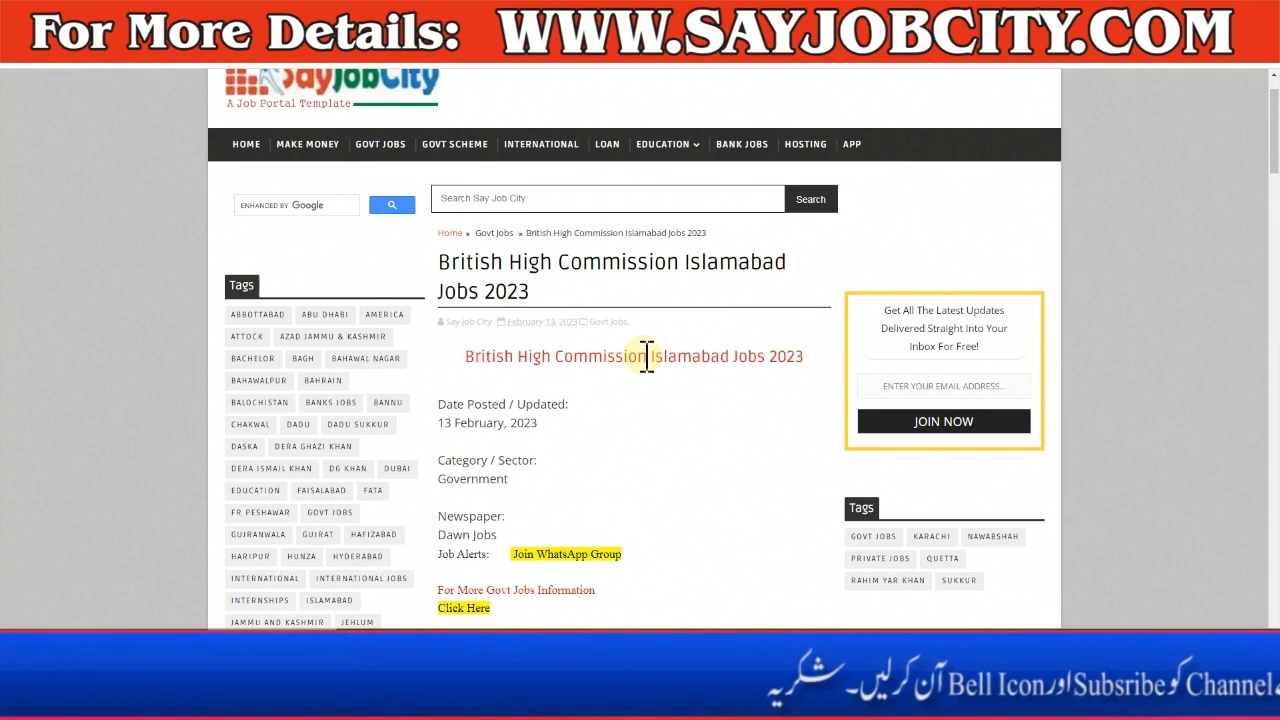 For More Details: WWW.SAYJOBCITY.COM
SayJobCity
A Job Portal Template
HOME MAKE MONEY GOVT JOBS GOVT SCHEME INTERNATIONAL LOAN EDUCATION BANK JOBS HOSTING APP
ENHANCED BY Google
Search Say Job City
Search
Home × Govt Jobs × British High Commission Islamabad Jobs 2023
British High Commission Islamabad
Jobs 2023
Say Job City February 13, 2023 Govt Jobs,
British High Commission Islamabad Jobs 2023
Date Posted / Updated:
13 February, 2023
Category / Sector:
Government
Newspaper:
Dawn Jobs
Job Alerts: Join WhatsApp Group
For More Govt Jobs Information
Click Here
Tags
ABBOTTABAD ABU DHABI AMERICA
ATTOCK AZAD JAMMU & KASHMIR
BACHELOR BAGH BAHAWAL NAGAR
BAHAWALPUR BAHRAIN
BALOCHISTAN BANKS JOBS BANNU
CHAKWAL DADU DADU SUKKUR
DASKA DERA GHAZI KHAN
DERA ISMAIL KHAN DG KHAN DUBAI
EDUCATION FAISALABAD FATA
FR PESHAWAR GOVT JOBS
GUJRANWALA GUJRAT HAFIZABAD
HARIPUR HUNZA HYDERABAD
INTERNATIONAL INTERNATIONAL JOBS
INTERNSHIPS ISLAMABAD
JAMMU AND KASHMIR JEHLUM
Get All The Latest Updates
Delivered Straight Into Your
Inbox For Free!
ENTER YOUR EMAIL ADDRESS...
JOIN NOW
Tags
GOVT JOBS KARACHI NAWABSHAH
PRIVATE JOBS QUETTA
RAHIM YAR KHAN SUKKUR
Channel کو Subsribe اور Bell Icon آن کرلیں۔ شکریہ